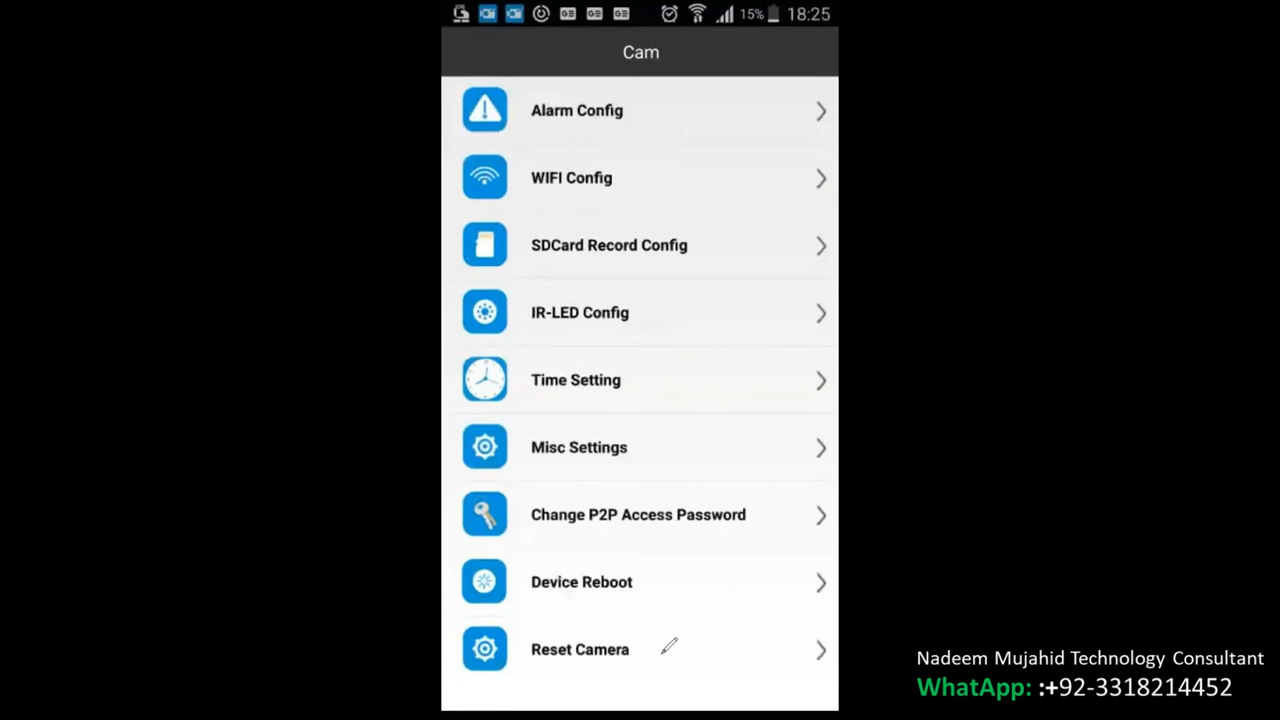 15% 18:25
Cam
Alarm Config
WIFI Config
SDCard Record Config
IR-LED Config
Time Setting
Misc Settings
Change P2P Access Password
Device Reboot
Reset Camera
Nadeem Mujahid Technology Consultant
WhatApp: :+92-3318214452